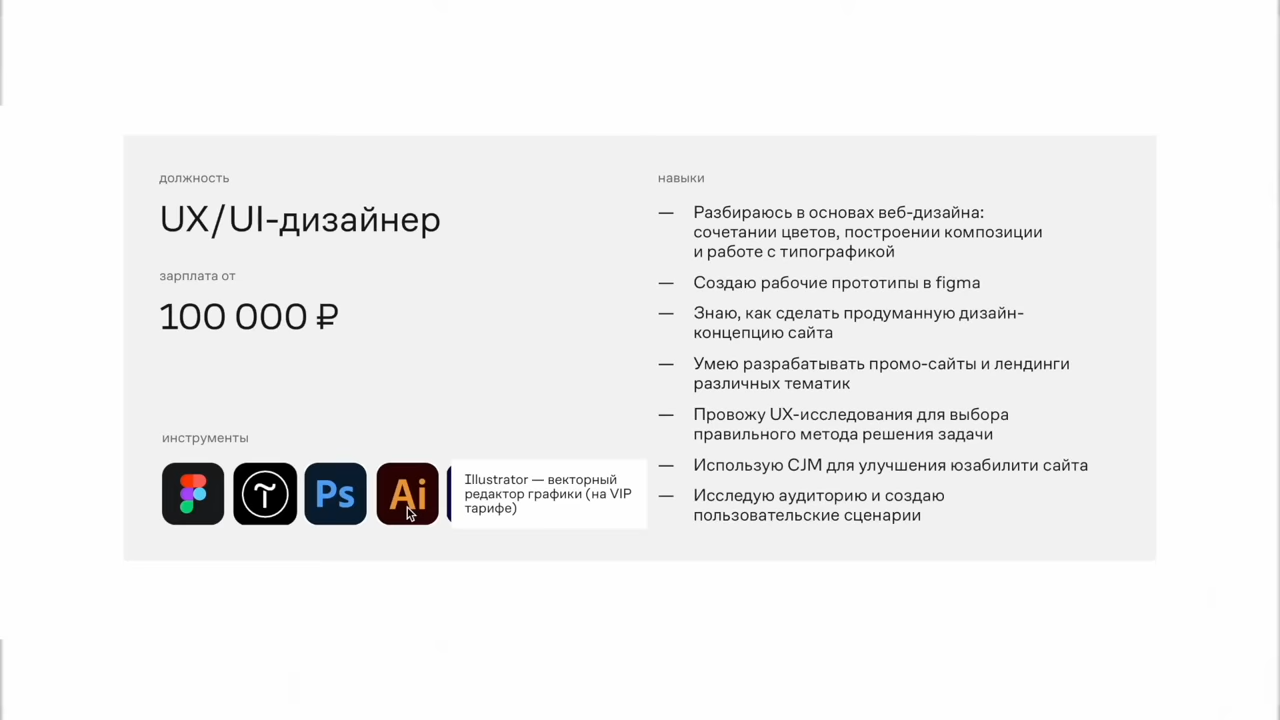 должность
UX/UI-дизайнер
зарплата от
100 000 ₽
инструменты
Ps
Ai
Illustrator — векторный
редактор графики (на VIP
тарифе)
навыки
— Разбираюсь в основах веб-дизайна:
сочетании цветов, построении композиции
и работе с типографикой
— Создаю рабочие прототипы в figma
— Знаю, как сделать продуманную дизайн-
концепцию сайта
— Умею разрабатывать промо-сайты и лендинги
различных тематик
— Провожу UX-исследования для выбора
правильного метода решения задачи
— Использую CJM для улучшения юзабилити сайта
— Исследую аудиторию и создаю
пользовательские сценарии